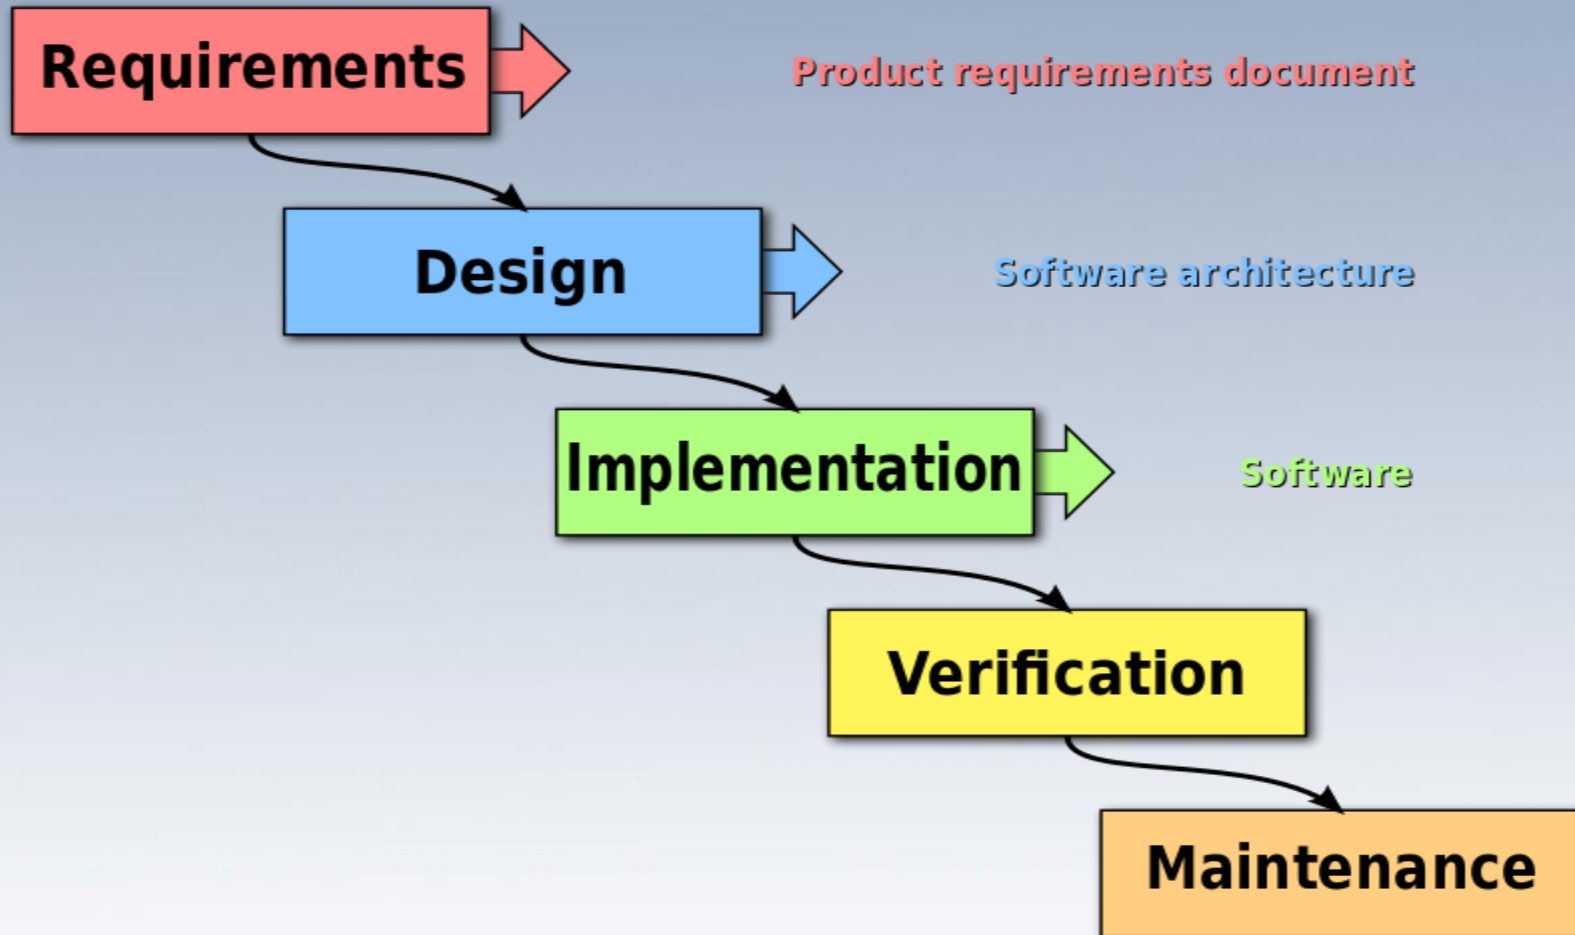 Requirements
Product requirements document
Design
Software architecture
Implementation
Software
Verification
Maintenance